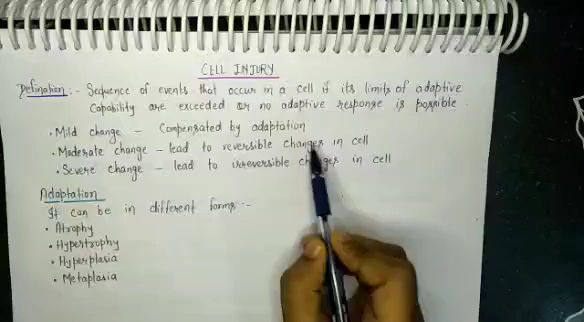 CELL INJURY
Defination:- Sequence of events that occur in a cell if its limits of adaptive
capability are exceeded or no adaptive response is possible.
• Mild change - Compensated by adaptation
• Moderate change - lead to reversible changes in cell
• Severe change - lead to irreversible changes in cell
Adaptation
It can be in different forms:-
• Atrophy
• Hypertrophy
• Hyperplasia
• Metaplasia